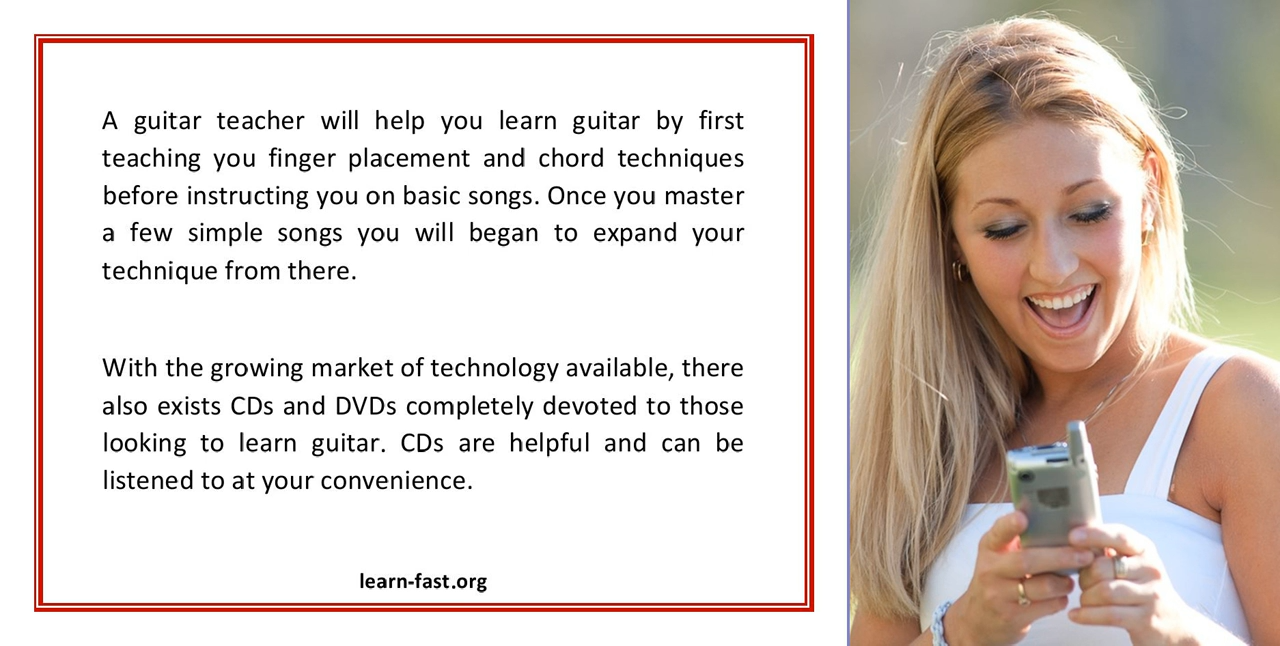 A guitar teacher will help you learn guitar by first
teaching you finger placement and chord techniques
before instructing you on basic songs. Once you master
a few simple songs you will began to expand your
technique from there.
With the growing market of technology available, there
also exists CDs and DVDs completely devoted to those
looking to learn guitar. CDs are helpful and can be
listened to at your convenience.
learn-fast.org